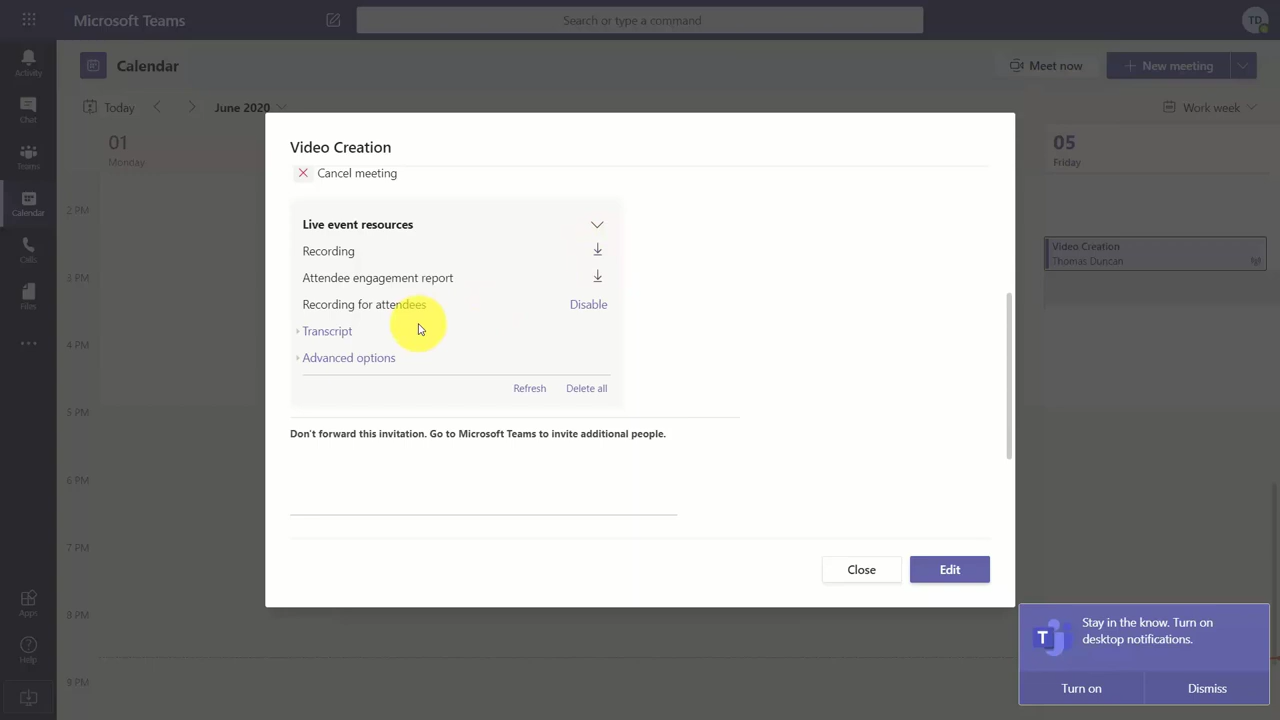 Microsoft Teams
Search or type a command
TD
Activity
Calendar
Meet now
New meeting
Today
June 2020
Work week
Chat
Video Creation
01
Monday
05
Friday
Teams
Cancel meeting
Calendar
2 PM
Live event resources
Recording
Attendee engagement report
Recording for attendees
Disable
Transcript
Advanced options
Refresh
Delete all
Video Creation
Thomas Duncan
Calls
3 PM
Files
4 PM
5 PM
Don't forward this invitation. Go to Microsoft Teams to invite additional people.
6 PM
7 PM
Close
Edit
Apps
8 PM
Help
9 PM
Stay in the know. Turn on
desktop notifications.
T
Turn on
Dismiss